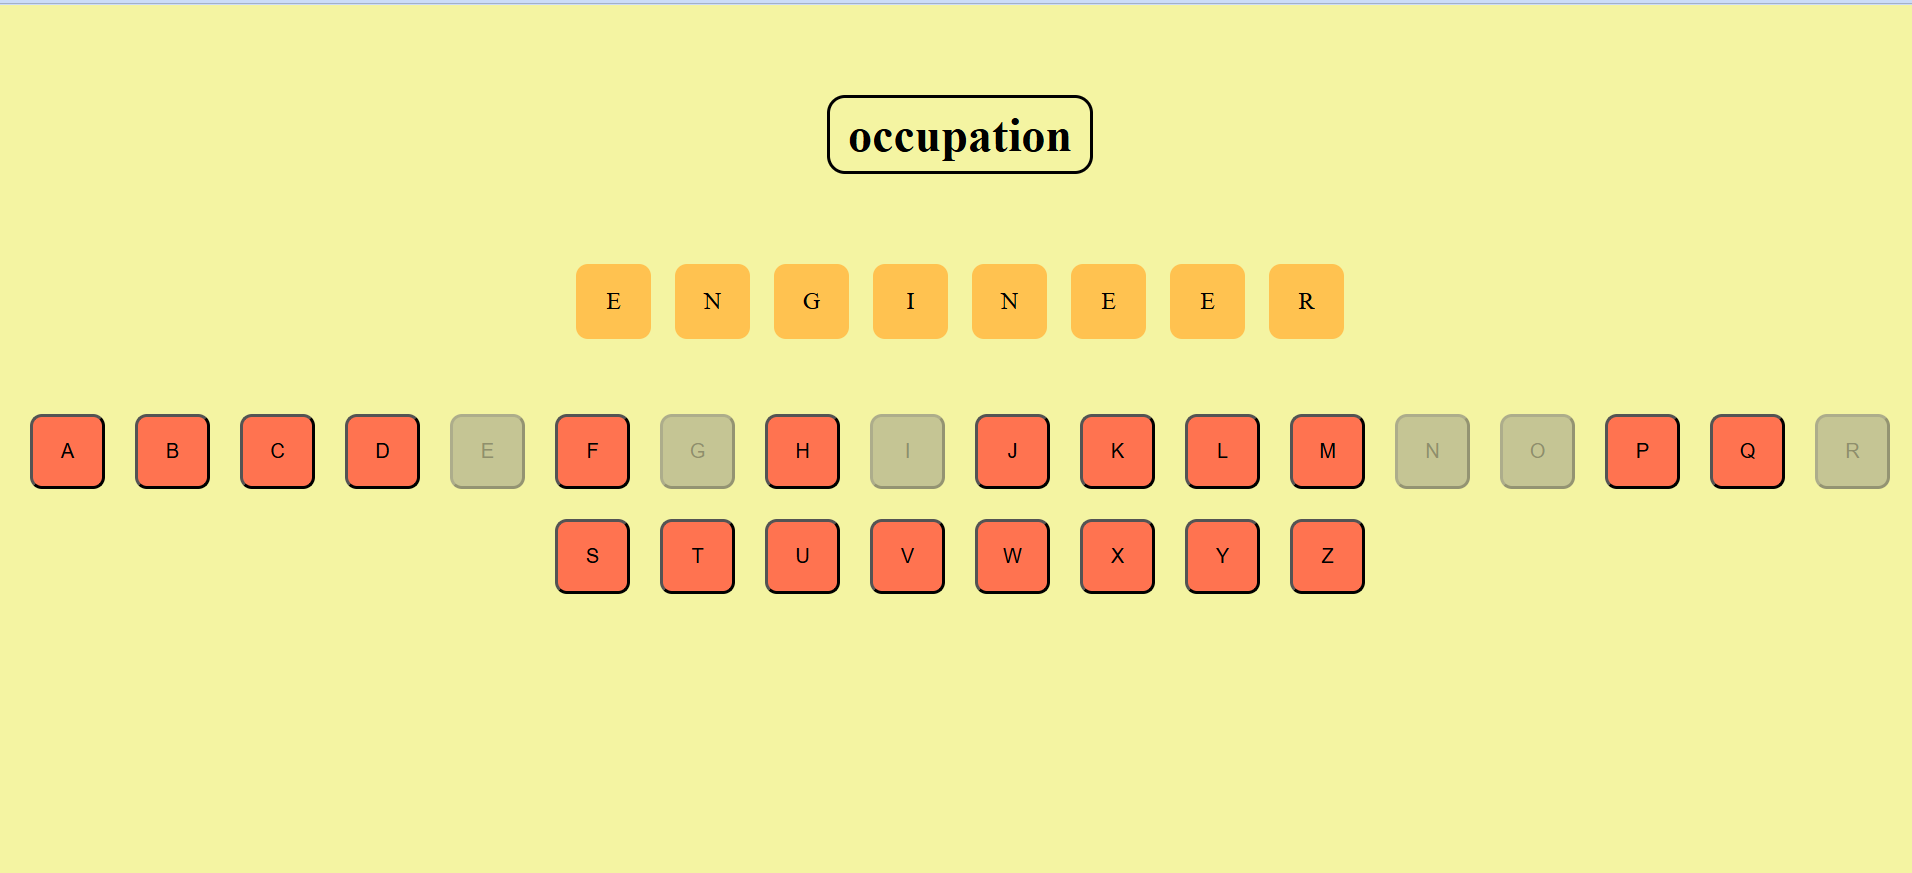 occupation
E N G I N E E R
A B C D E F G H I J K L M N O P Q R
S T U V W X Y Z